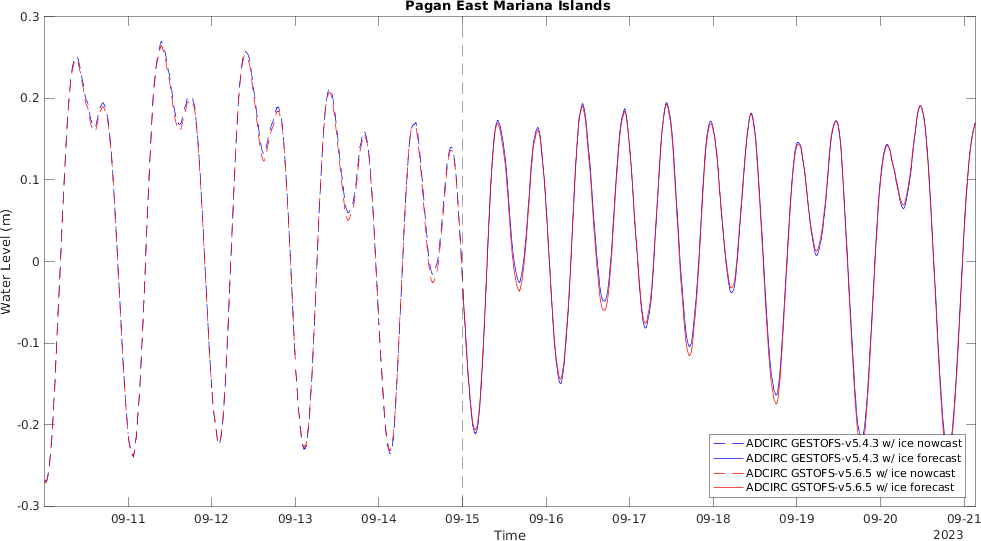 Pagan East Mariana Islands
0.3
0.2
0.1
0
-0.1
-0.2
-0.3
Water Level (m)
ADCIRC GESTOFS-v5.4.3 w/ ice nowcast
ADCIRC GESTOFS-v5.4.3 w/ ice forecast
ADCIRC GSTOFS-v5.6.5 w/ ice nowcast
ADCIRC GSTOFS-v5.6.5 w/ ice forecast
09-11 09-12 09-13 09-14 09-15 09-16 09-17 09-18 09-19 09-20 09-21
Time
2023